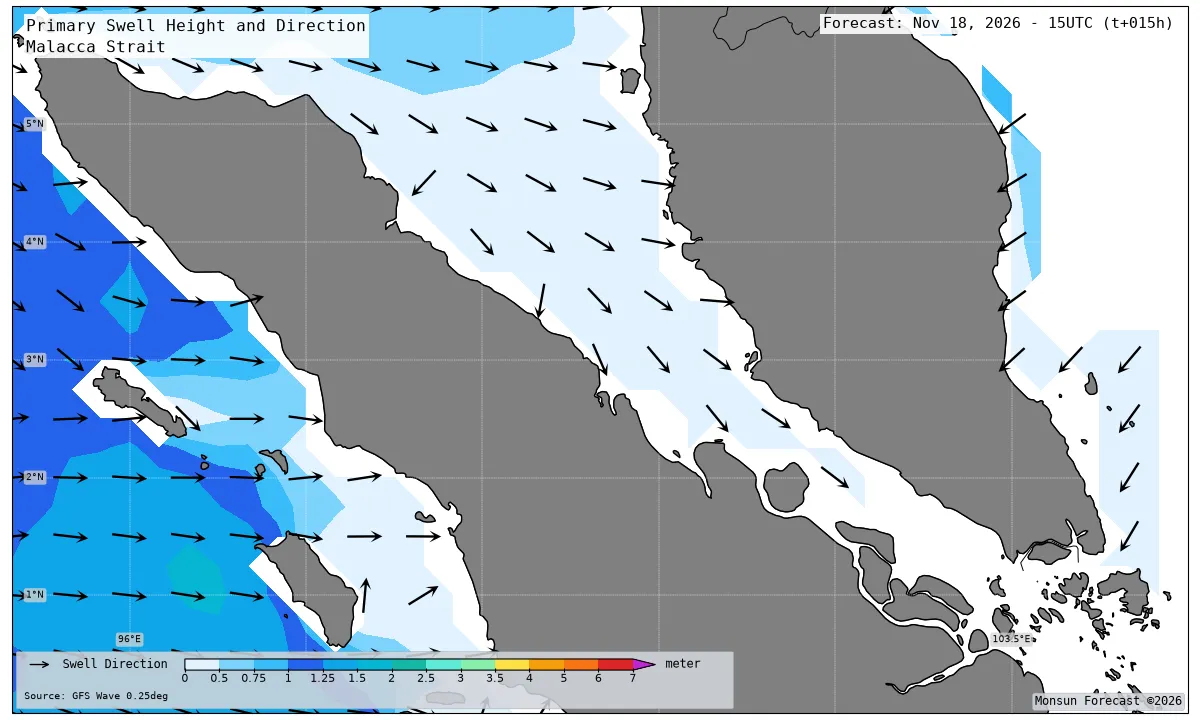 Primary Swell Height and Direction
Malacca Strait
Forecast: Nov 18, 2026 - 15UTC (t+015h)
5°N
4°N
3°N
2°N
1°N
96°E
103.5°E
Swell Direction
0 0.5 0.75 1 1.25 1.5 2 2.5 3 3.5 4 5 6 7
meter
Source: GFS Wave 0.25deg
Monsun Forecast ©2026